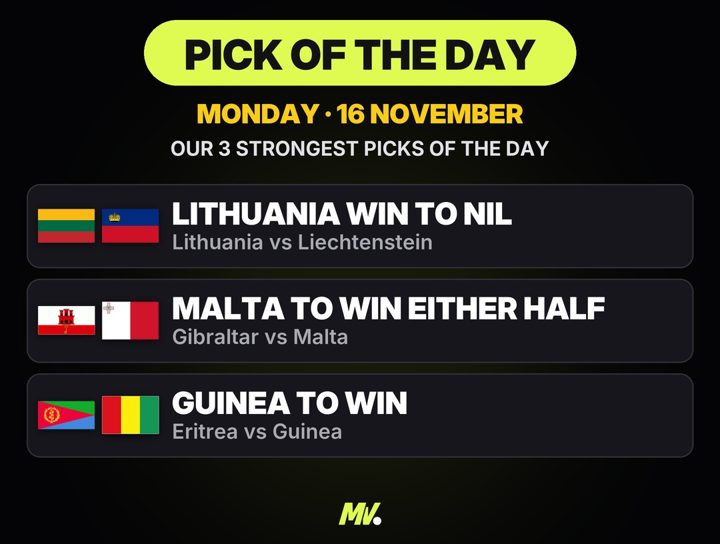 PICK OF THE DAY
MONDAY · 16 NOVEMBER
OUR 3 STRONGEST PICKS OF THE DAY
LITHUANIA WIN TO NIL
Lithuania vs Liechtenstein
MALTA TO WIN EITHER HALF
Gibraltar vs Malta
GUINEA TO WIN
Eritrea vs Guinea
MV.